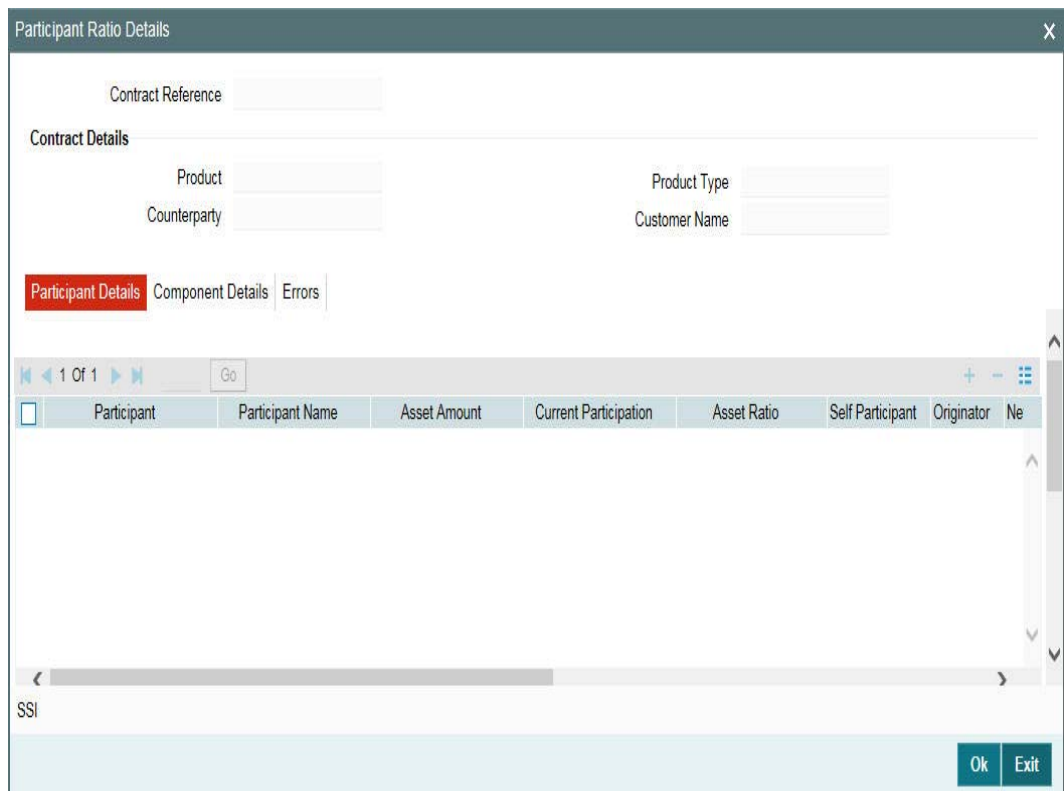 Participant Ratio Details X
Contract Reference
Contract Details
Product Product Type
Counterparty Customer Name
Participant Details Component Details Errors
1 Of 1 Go
Participant Participant Name Asset Amount Current Participation Asset Ratio Self Participant Originator Ne
SSI
Ok Exit